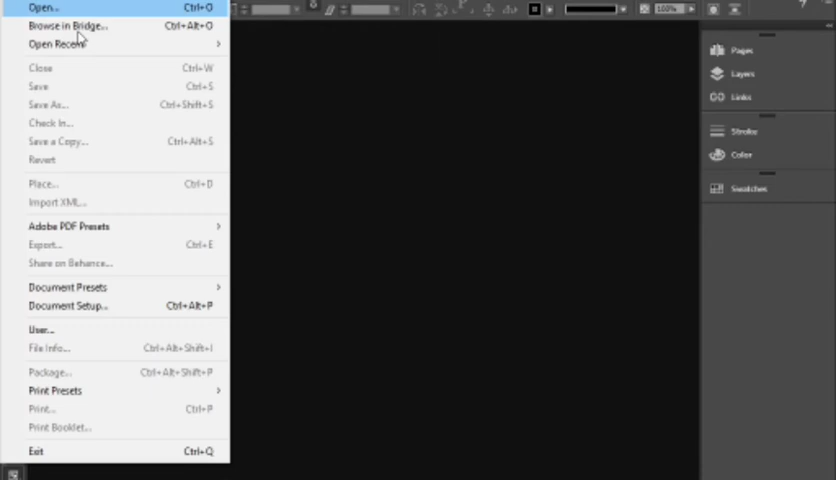 Open... Ctrl+O
100%
Browse in Bridge... Ctrl+Alt+O
Open Recent
Close Ctrl+W
Save Ctrl+S
Save As... Ctrl+Shift+S
Check In...
Save a Copy... Ctrl+Alt+S
Revert
Place... Ctrl+D
Import XML...
Adobe PDF Presets
Export... Ctrl+E
Share on Behance...
Document Presets
Document Setup... Ctrl+Alt+P
User...
File Info... Ctrl+Alt+Shift+I
Package... Ctrl+Alt+Shift+P
Print Presets
Print... Ctrl+P
Print Booklet...
Exit Ctrl+Q
Pages
Layers
Links
Stroke
Color
Swatches